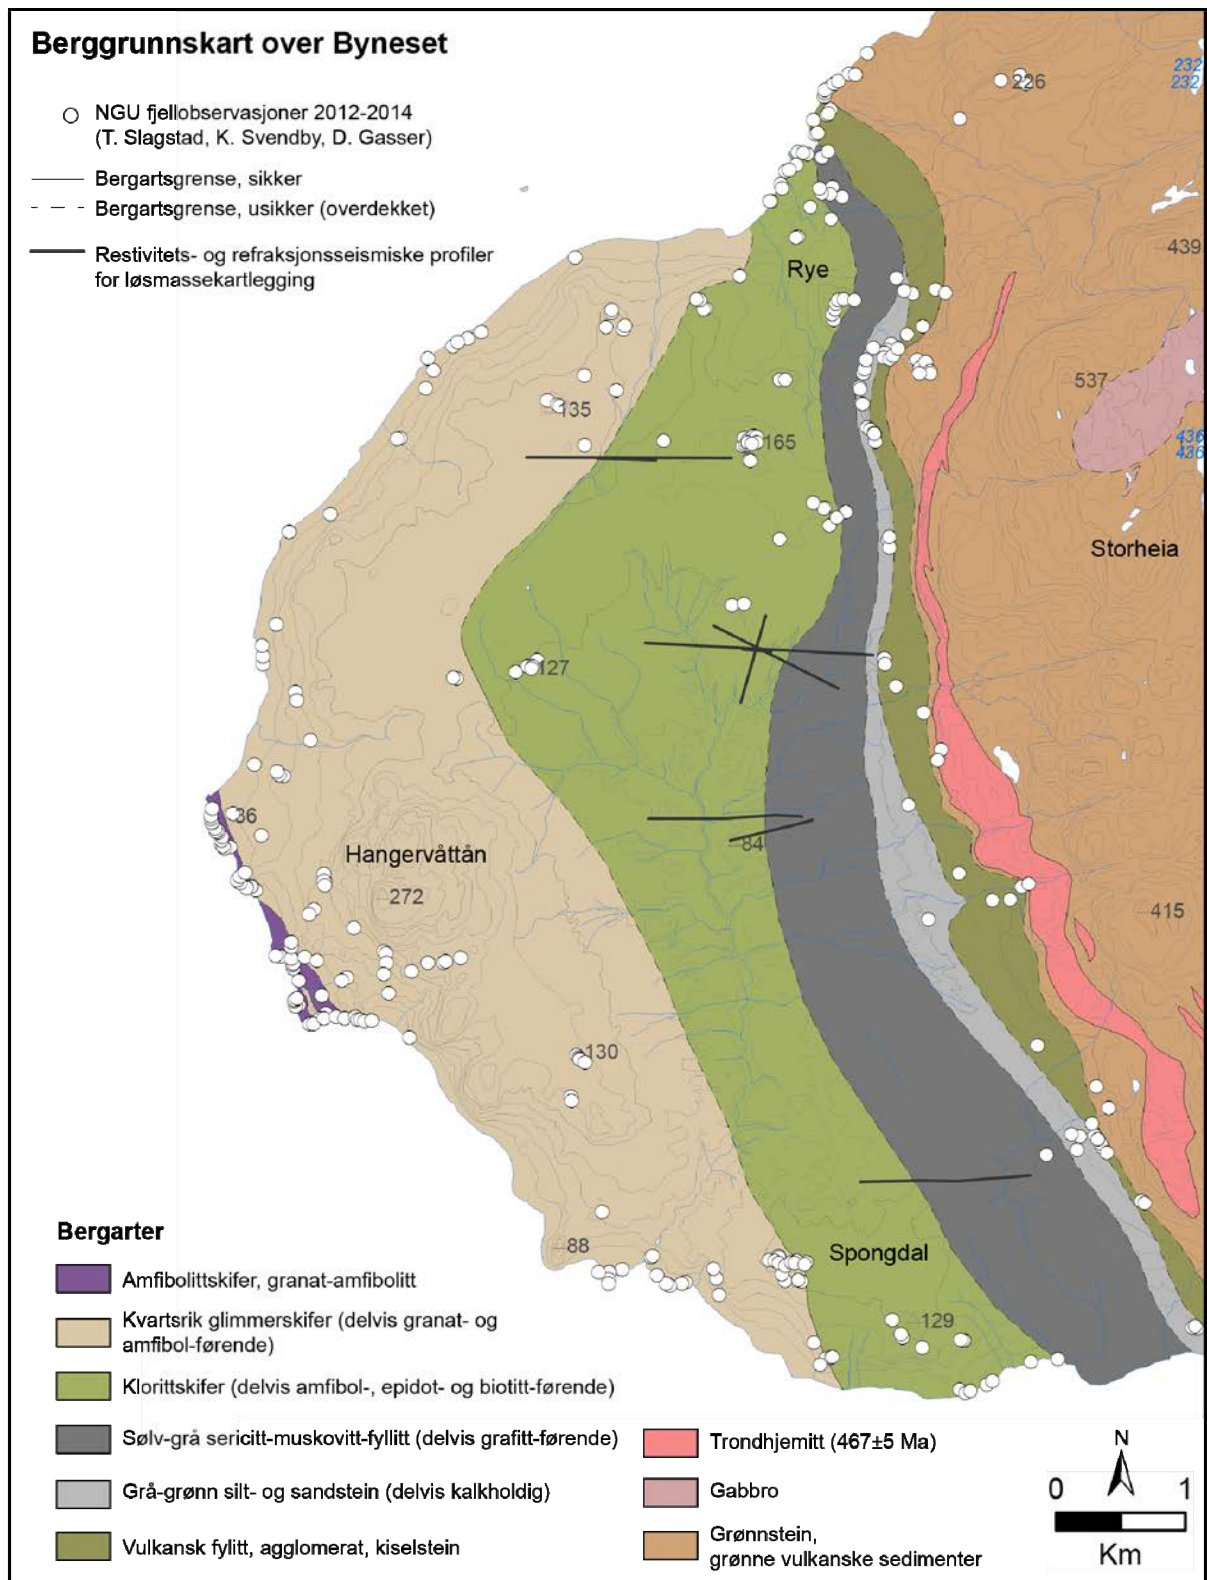 Berggrunnskart over Byneset
NGU fjellobservasjoner 2012-2014
(T. Slagstad, K. Svendby, D. Gasser)
Bergartsgrense, sikker
Bergartsgrense, usikker (overdekket)
Restivitets- og refraksjonsseismiske profiler
for løsmassekartlegging
232
232
226
439
Rye
537
135
165
436
436
Storheia
127
36
Hangervåttån
84
272
415
130
88
Spongdal
129
Bergarter
Amfibolittskifer, granat-amfibolitt
Kvartsrik glimmerskifer (delvis granat- og
amfibol-førende)
Klorittskifer (delvis amfibol-, epidot- og biotitt-førende)
Sølv-grå sericitt-muskovitt-fyllitt (delvis grafitt-førende)
Grå-grønn silt- og sandstein (delvis kalkholdig)
Vulkansk fylitt, agglomerat, kiselstein
Trondhjemitt (467±5 Ma)
Gabbro
Grønnstein,
grønne vulkanske sedimenter
N
0 1
Km